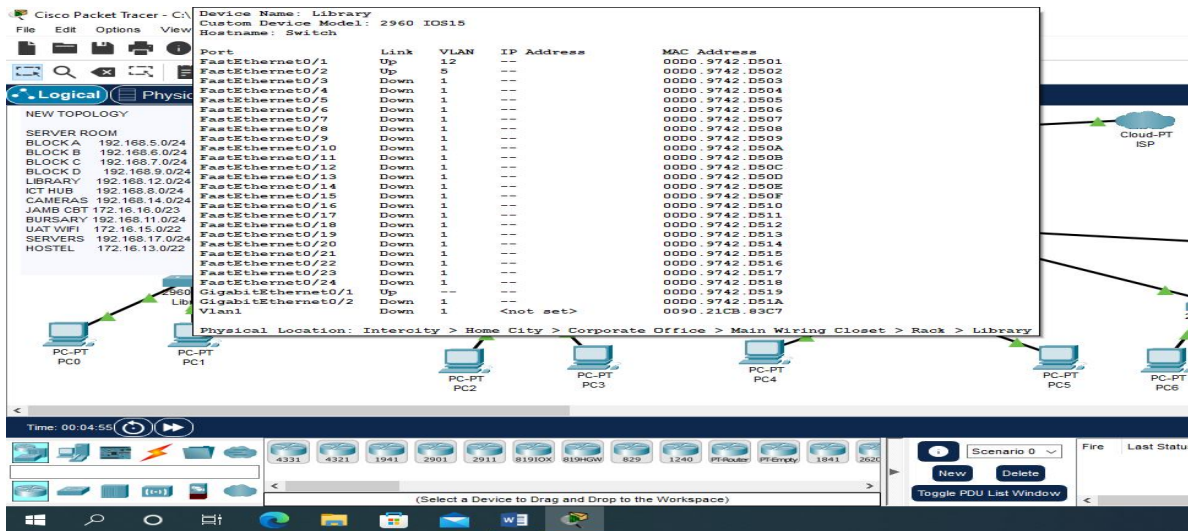 Cisco Packet Tracer - C:\
File Edit Options View
Logical Physic
NEW TOPOLOGY
SERVER ROOM
BLOCK A 192.168.5.0/24
BLOCK B 192.168.6.0/24
BLOCK C 192.168.7.0/24
BLOCK D 192.168.9.0/24
LIBRARY 192.168.12.0/24
ICT HUB 192.168.8.0/24
CAMERAS 192.168.14.0/24
JAMB CBT 172.16.16.0/23
BURSARY 192.168.11.0/24
UAT WIFI 172.16.15.0/22
SERVERS 192.168.17.0/24
HOSTEL 172.16.13.0/22
Device Name: Library
Custom Device Model: 2960 IOS15
Hostname: Switch
Port Link VLAN IP Address MAC Address
FastEthernet0/1 Up 12 -- 00D0.9742.D501
FastEthernet0/2 Up 5 -- 00D0.9742.D502
FastEthernet0/3 Down 1 -- 00D0.9742.D503
FastEthernet0/4 Down 1 -- 00D0.9742.D504
FastEthernet0/5 Down 1 -- 00D0.9742.D505
FastEthernet0/6 Down 1 -- 00D0.9742.D506
FastEthernet0/7 Down 1 -- 00D0.9742.D507
FastEthernet0/8 Down 1 -- 00D0.9742.D508
FastEthernet0/9 Down 1 -- 00D0.9742.D509
FastEthernet0/10 Down 1 -- 00D0.9742.D50A
FastEthernet0/11 Down 1 -- 00D0.9742.D50B
FastEthernet0/12 Down 1 -- 00D0.9742.D50C
FastEthernet0/13 Down 1 -- 00D0.9742.D50D
FastEthernet0/14 Down 1 -- 00D0.9742.D50E
FastEthernet0/15 Down 1 -- 00D0.9742.D50F
FastEthernet0/16 Down 1 -- 00D0.9742.D510
FastEthernet0/17 Down 1 -- 00D0.9742.D511
FastEthernet0/18 Down 1 -- 00D0.9742.D512
FastEthernet0/19 Down 1 -- 00D0.9742.D513
FastEthernet0/20 Down 1 -- 00D0.9742.D514
FastEthernet0/21 Down 1 -- 00D0.9742.D515
FastEthernet0/22 Down 1 -- 00D0.9742.D516
FastEthernet0/23 Down 1 -- 00D0.9742.D517
FastEthernet0/24 Down 1 -- 00D0.9742.D518
GigabitEthernet0/1 Up -- -- 00D0.9742.D519
GigabitEthernet0/2 Down 1 -- 00D0.9742.D51A
Vlan1 Down 1 <not set> 0090.21CB.83C7
Physical Location: Intercity > Home City > Corporate Office > Main Wiring Closet > Rack > Library
Cloud-PT
ISP
2960
Lib
PC-PT
PC0
PC-PT
PC1
PC-PT
PC2
PC-PT
PC3
PC-PT
PC4
PC-PT
PC5
PC-PT
PC6
Time: 00:04:55
4331 4321 1941 2901 2911 819IOX 819HGW 829 1240 PT-Router PT-Empty 1841 2620
(Select a Device to Drag and Drop to the Workspace)
Scenario 0
New Delete
Toggle PDU List Window
Fire Last Statu